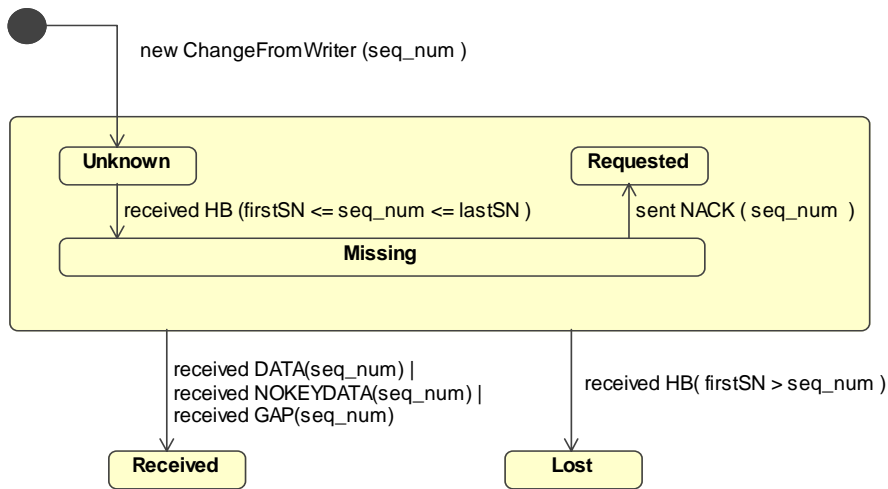 new ChangeFromWriter (seq_num )
Unknown
Requested
received HB (firstSN <= seq_num <= lastSN )
sent NACK ( seq_num )
Missing
received DATA(seq_num) |
received NOKEYDATA(seq_num) |
received GAP(seq_num)
received HB( firstSN > seq_num )
Received
Lost